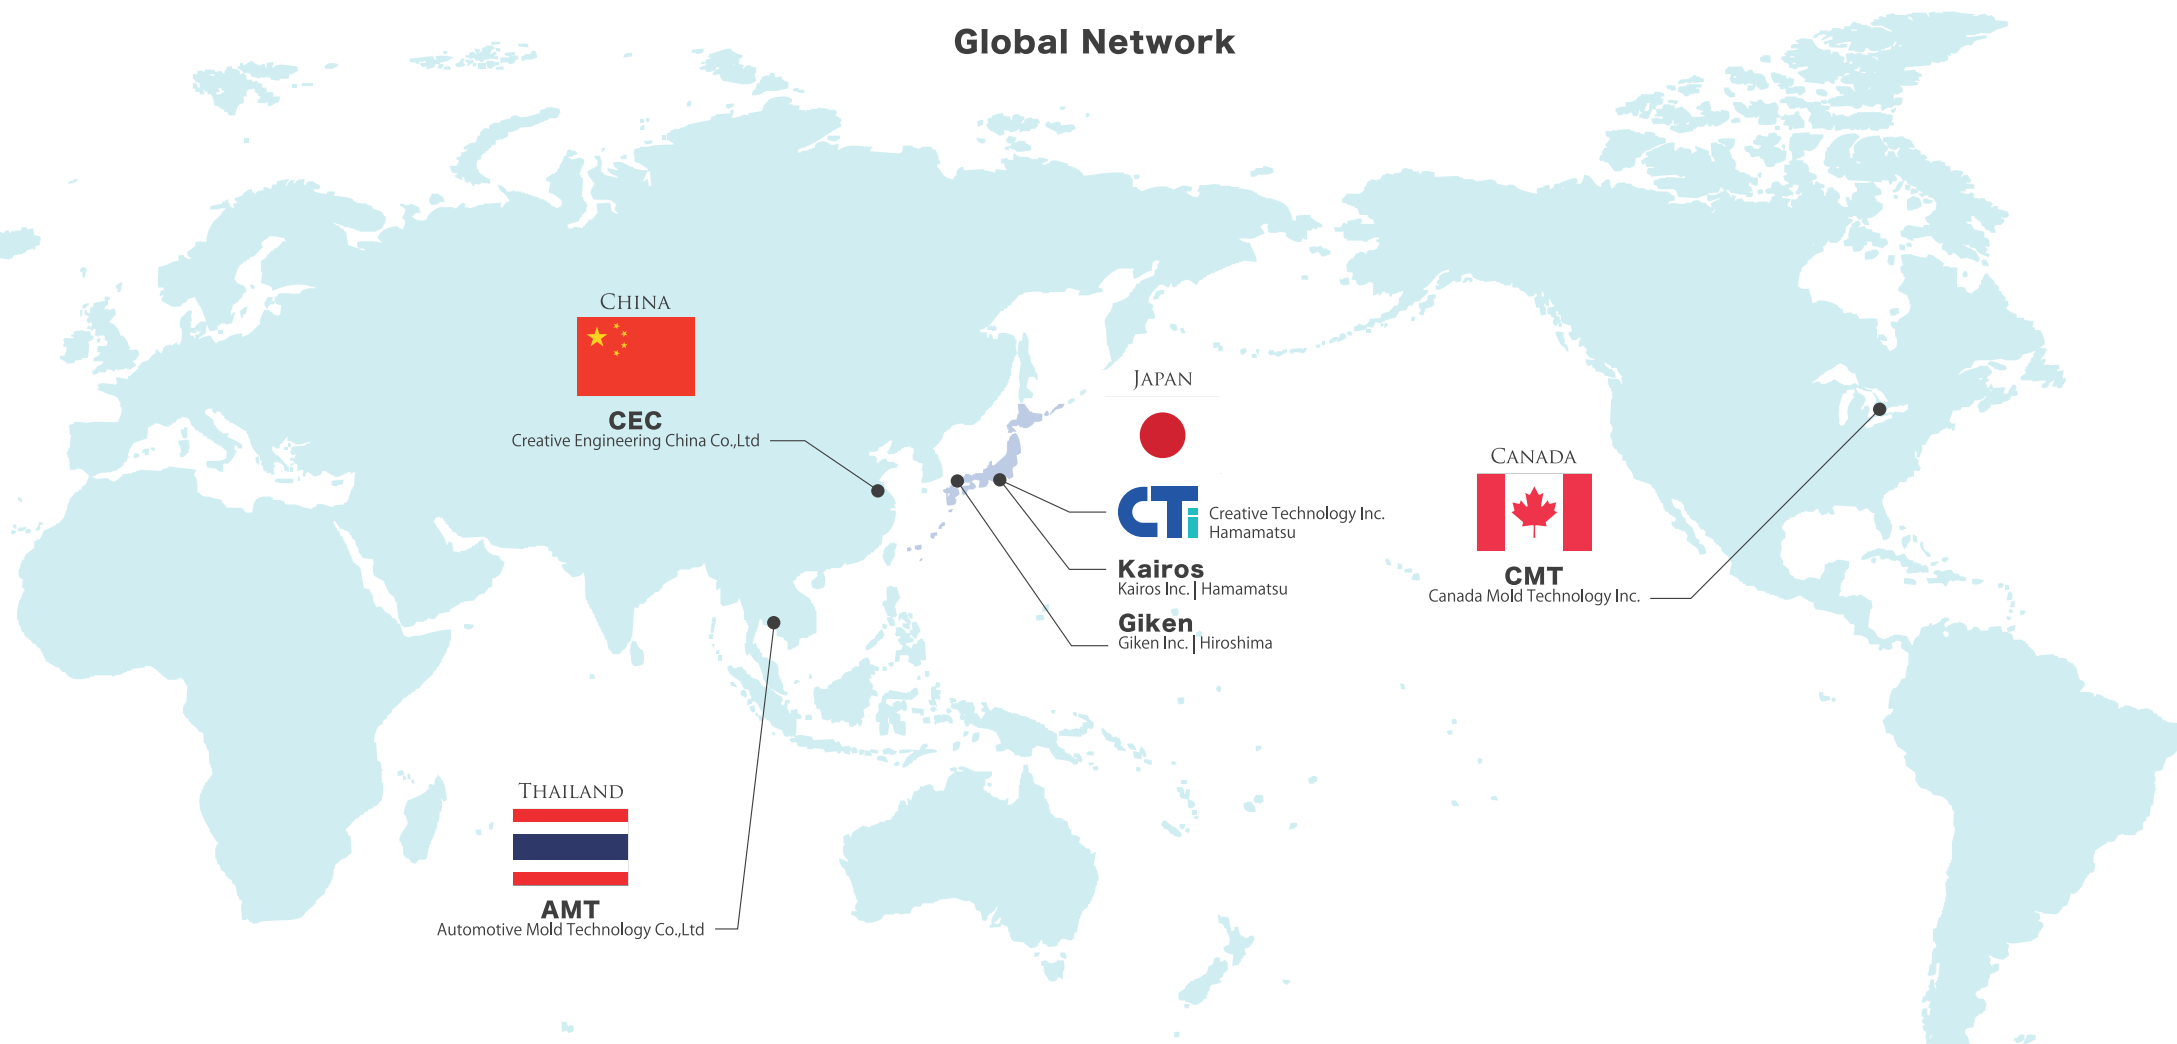 Global Network
CHINA
CEC
Creative Engineering China Co.,Ltd
JAPAN
CTi
Creative Technology Inc.
Hamamatsu
Kairos
Kairos Inc. | Hamamatsu
Giken
Giken Inc. | Hiroshima
CANADA
CMT
Canada Mold Technology Inc.
THAILAND
AMT
Automotive Mold Technology Co.,Ltd